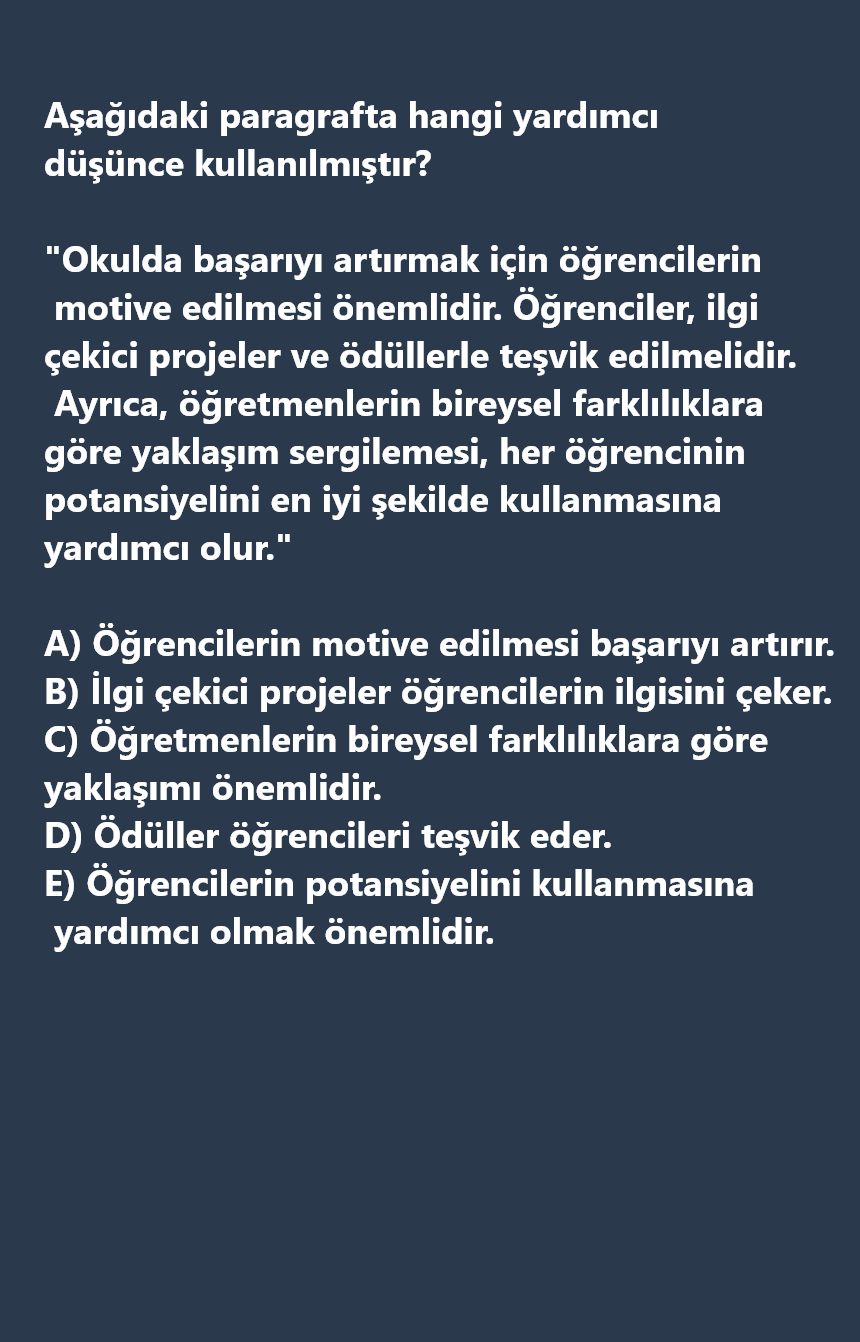 Aşağıdaki paragrafta hangi yardımcı
düşünce kullanılmıştır?
"Okulda başarıyı artırmak için öğrencilerin
motive edilmesi önemlidir. Öğrenciler, ilgi
çekici projeler ve ödüllerle teşvik edilmelidir.
Ayrıca, öğretmenlerin bireysel farklılıklara
göre yaklaşım sergilemesi, her öğrencinin
potansiyelini en iyi şekilde kullanmasına
yardımcı olur."
A) Öğrencilerin motive edilmesi başarıyı artırır.
B) İlgi çekici projeler öğrencilerin ilgisini çeker.
C) Öğretmenlerin bireysel farklılıklara göre
yaklaşımı önemlidir.
D) Ödüller öğrencileri teşvik eder.
E) Öğrencilerin potansiyelini kullanmasına
yardımcı olmak önemlidir.